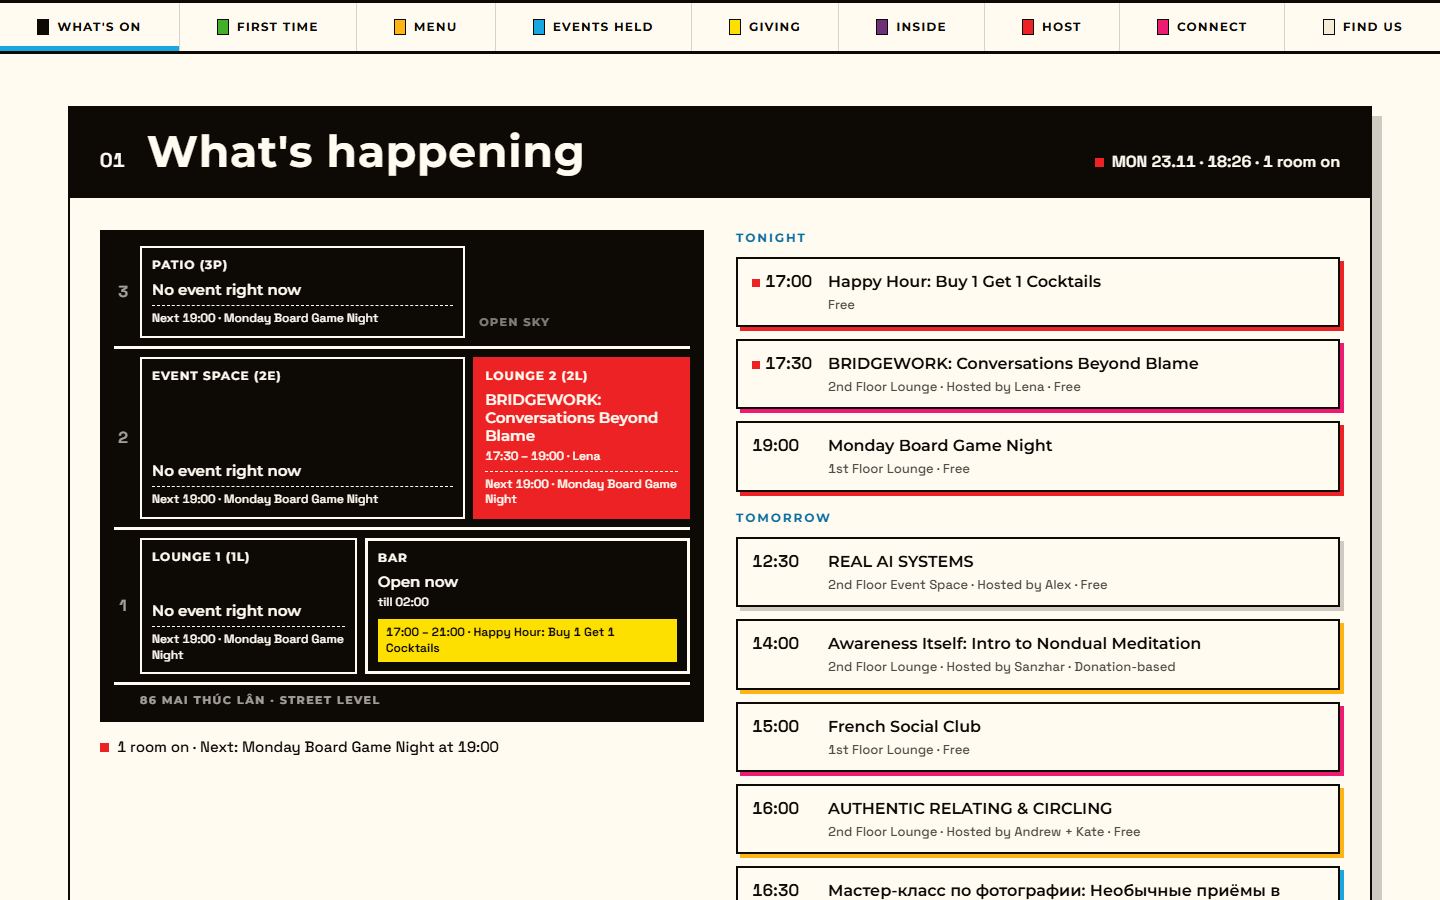 WHAT'S ON
FIRST TIME
MENU
EVENTS HELD
GIVING
INSIDE
HOST
CONNECT
FIND US
01 What's happening
MON 23.11 · 18:26 · 1 room on
3
PATIO (3P)
No event right now
Next 19:00 · Monday Board Game Night
OPEN SKY
2
EVENT SPACE (2E)
No event right now
Next 19:00 · Monday Board Game Night
LOUNGE 2 (2L)
BRIDGEWORK:
Conversations Beyond
Blame
17:30 – 19:00 · Lena
Next 19:00 · Monday Board Game
Night
1
LOUNGE 1 (1L)
No event right now
Next 19:00 · Monday Board Game
Night
BAR
Open now
till 02:00
17:00 – 21:00 · Happy Hour: Buy 1 Get 1
Cocktails
86 MAI THÚC LÂN · STREET LEVEL
1 room on · Next: Monday Board Game Night at 19:00
TONIGHT
17:00 Happy Hour: Buy 1 Get 1 Cocktails
Free
17:30 BRIDGEWORK: Conversations Beyond Blame
2nd Floor Lounge · Hosted by Lena · Free
19:00 Monday Board Game Night
1st Floor Lounge · Free
TOMORROW
12:30 REAL AI SYSTEMS
2nd Floor Event Space · Hosted by Alex · Free
14:00 Awareness Itself: Intro to Nondual Meditation
2nd Floor Lounge · Hosted by Sanzhar · Donation-based
15:00 French Social Club
1st Floor Lounge · Free
16:00 AUTHENTIC RELATING & CIRCLING
2nd Floor Lounge · Hosted by Andrew + Kate · Free
16:30 Мастер-класс по фотографии: Необычные приёмы в